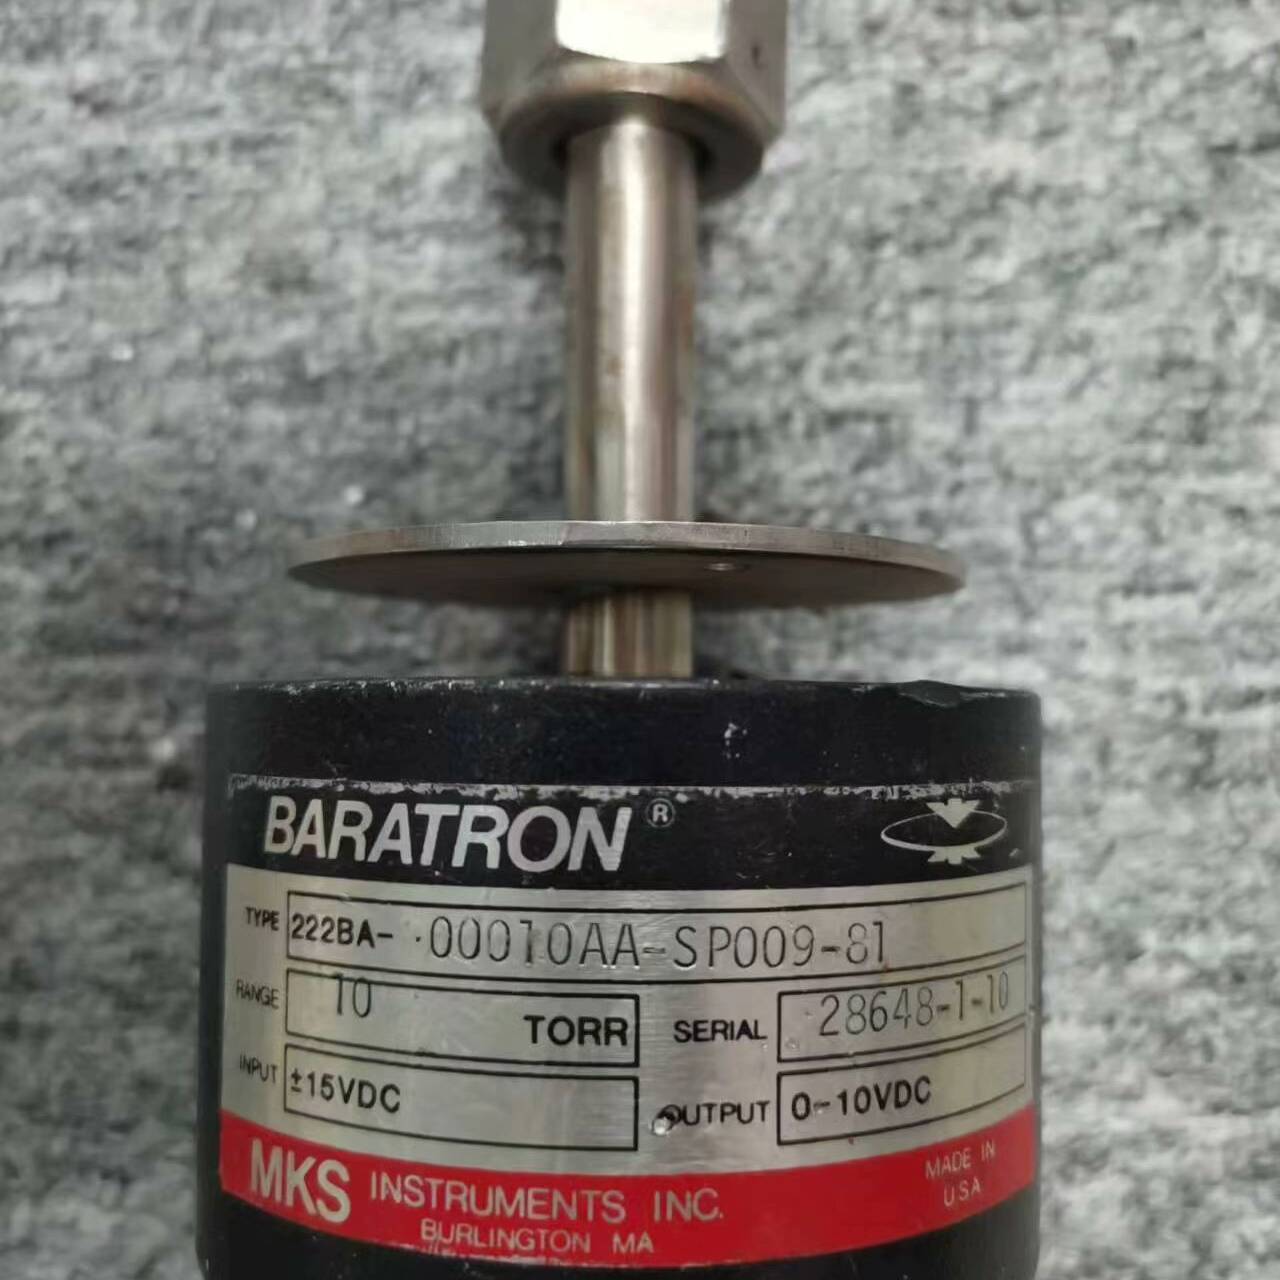 BARATRON ®
TYPE 222BA- 00010AA-SP009-81
RANGE 10 TORR SERIAL 28648-1-10
INPUT ±15VDC OUTPUT 0-10VDC
MKS INSTRUMENTS INC. MADE IN
BURLINGTON MA USA